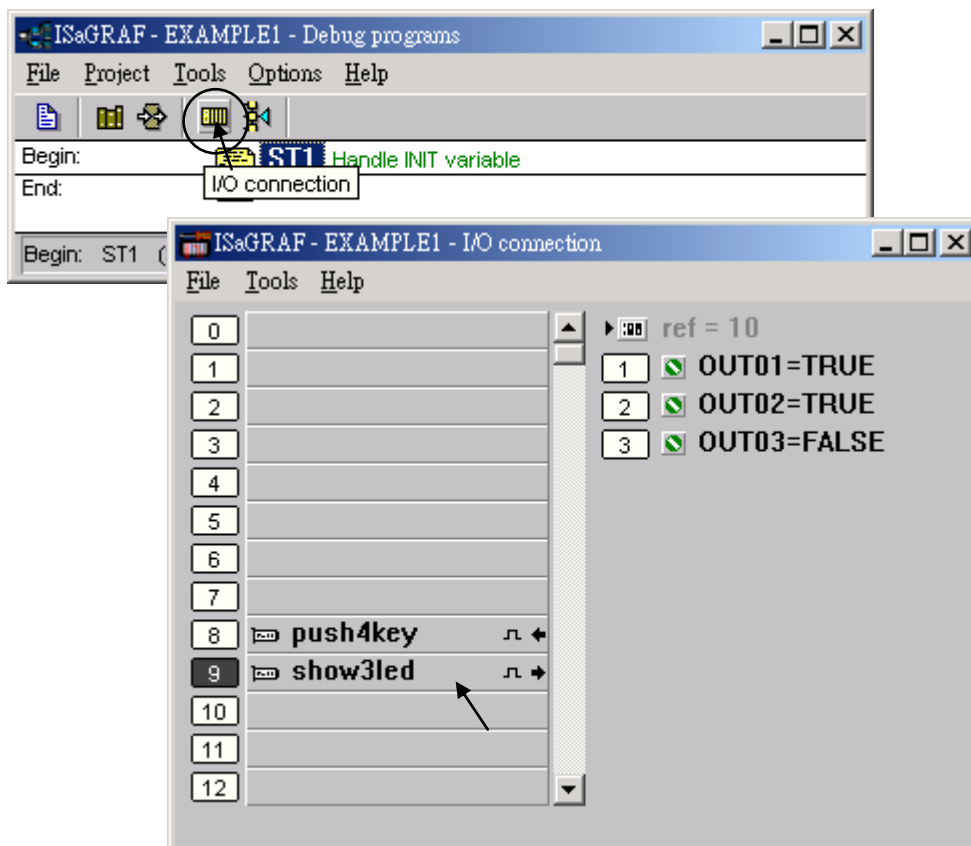 ISaGRAF - EXAMPLE1 - Debug programs
File Project Tools Options Help
Begin: ST1 Handle INIT variable
I/O connection
End:
Begin: ST1 (
ISaGRAF - EXAMPLE1 - I/O connection
File Tools Help
0
1
2
3
4
5
6
7
8 push4key
9 show3led
10
11
12
ref = 10
1 OUT01=TRUE
2 OUT02=TRUE
3 OUT03=FALSE